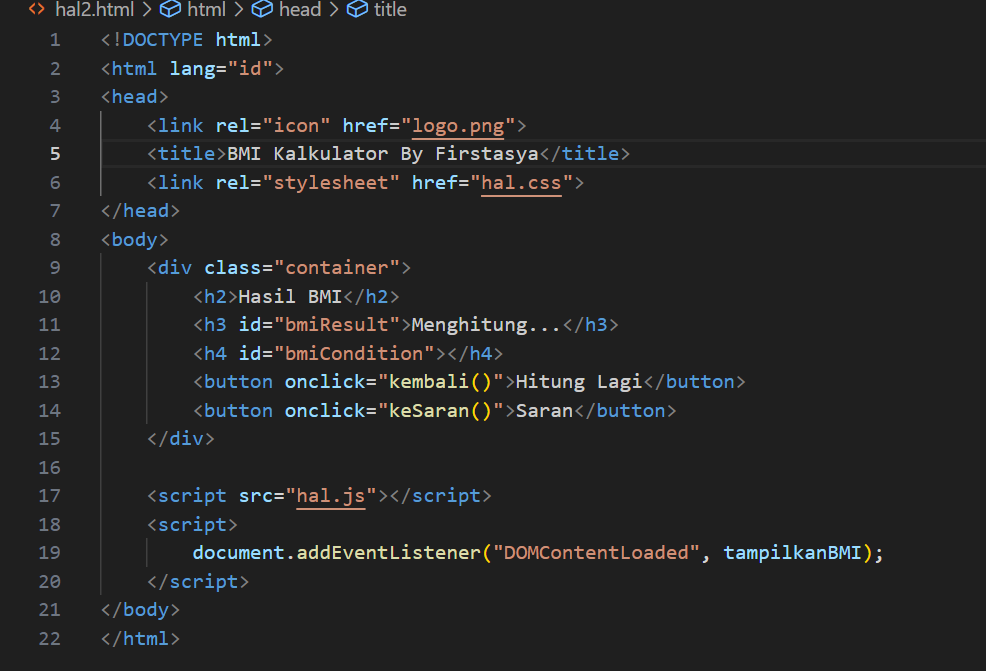 <> hal2.html > html > head > title
1 <!DOCTYPE html>
2 <html lang="id">
3 <head>
4     <link rel="icon" href="logo.png">
5     <title>BMI Kalkulator By Firstasya</title>
6     <link rel="stylesheet" href="hal.css">
7 </head>
8 <body>
9     <div class="container">
10         <h2>Hasil BMI</h2>
11         <h3 id="bmiResult">Menghitung...</h3>
12         <h4 id="bmiCondition"></h4>
13         <button onclick="kembali()">Hitung Lagi</button>
14         <button onclick="keSaran()">Saran</button>
15     </div>
16
17     <script src="hal.js"></script>
18     <script>
19         document.addEventListener("DOMContentLoaded", tampilkanBMI);
20     </script>
21 </body>
22 </html>